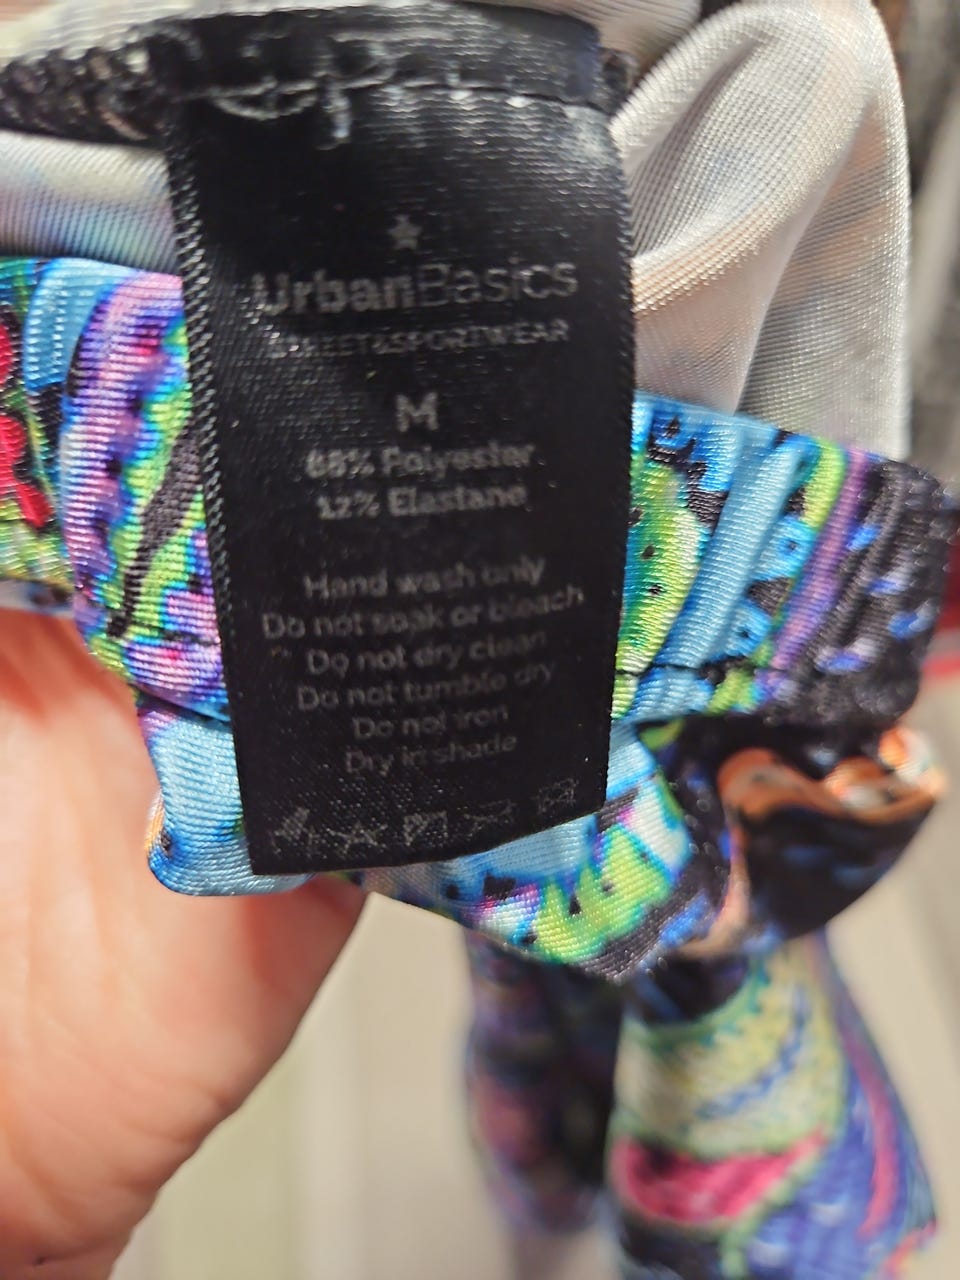 UrbanBasics
STREET&SPORTWEAR
M
88% Polyester
12% Elastane
Hand wash only
Do not soak or bleach
Do not dry clean
Do not tumble dry
Do not iron
Dry in shade